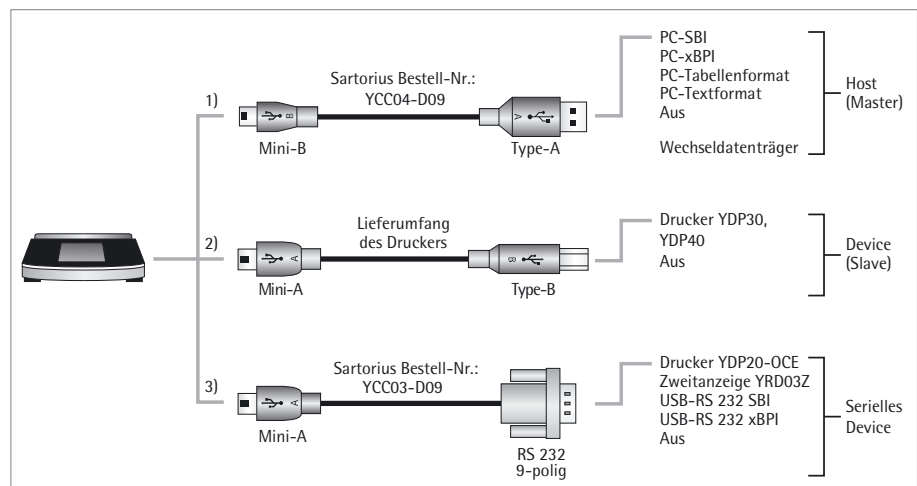 1)
Sartorius Bestell-Nr.:
YCC04-D09
B
Mini-B
A
Type-A
PC-SBI
PC-xBPI
PC-Tabellenformat
PC-Textformat
Aus
Wechseldatenträger
Host
(Master)
2)
Lieferumfang
des Druckers
A
Mini-A
B
Type-B
Drucker YDP30,
YDP40
Aus
Device
(Slave)
3)
Sartorius Bestell-Nr.:
YCC03-D09
A
Mini-A
RS 232
9-polig
Drucker YDP20-OCE
Zweitanzeige YRD03Z
USB-RS 232 SBI
USB-RS 232 xBPI
Aus
Serielles
Device